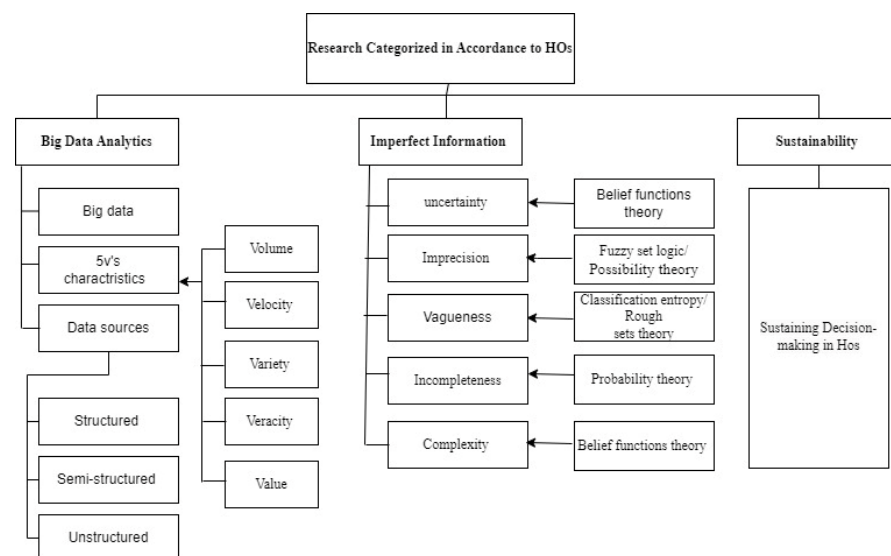 Research Categorized in Accordance to HOs
Big Data Analytics
Big data
5v's
charactristics
Data sources
Structured
Semi-structured
Unstructured
Volume
Velocity
Variety
Veracity
Value
Imperfect Information
uncertainty
Imprecision
Vagueness
Incompleteness
Complexity
Belief functions
theory
Fuzzy set logic/
Possibility theory
Classification entropy/
Rough
sets theory
Probability theory
Belief functions theory
Sustainability
Sustaining Decision-
making in Hos